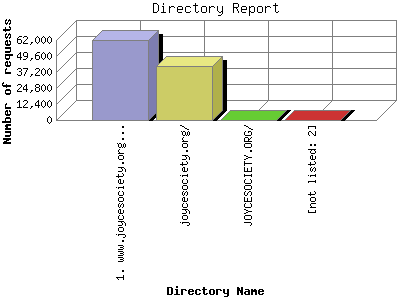 Directory Report
Number of requests
62,000
49,600
37,200
24,800
12,400
0
1. www.joycesociety.org...
joycesociety.org/
JOYCESOCIETY.ORG/
[not listed: 2]
Directory Name